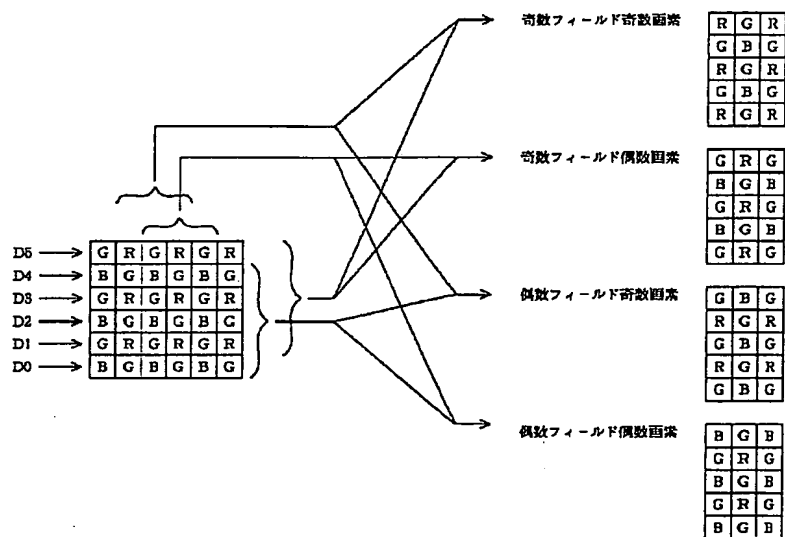 奇数フィールド奇数画素
R G R
G B G
R G R
G B G
R G R
奇数フィールド偶数画素
G R G
B G B
G R G
B G B
G R G
D5 G R G R G R
D4 B G B G B G
D3 G R G R G R
D2 B G B G B G
D1 G R G R G R
D0 B G B G B G
偶数フィールド奇数画素
G B G
R G R
G B G
R G R
G B G
偶数フィールド偶数画素
B G B
G R G
B G B
G R G
B G B